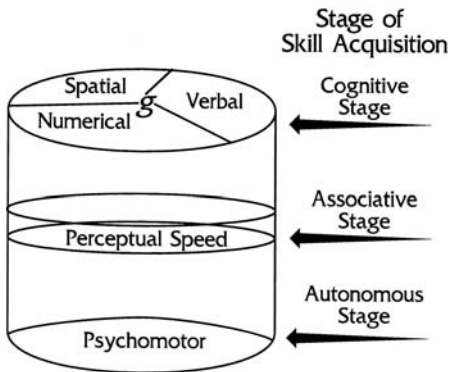 Stage of
Skill Acquisition
Spatial
g
Verbal
Numerical
Cognitive
Stage
Perceptual Speed
Associative
Stage
Psychomotor
Autonomous
Stage